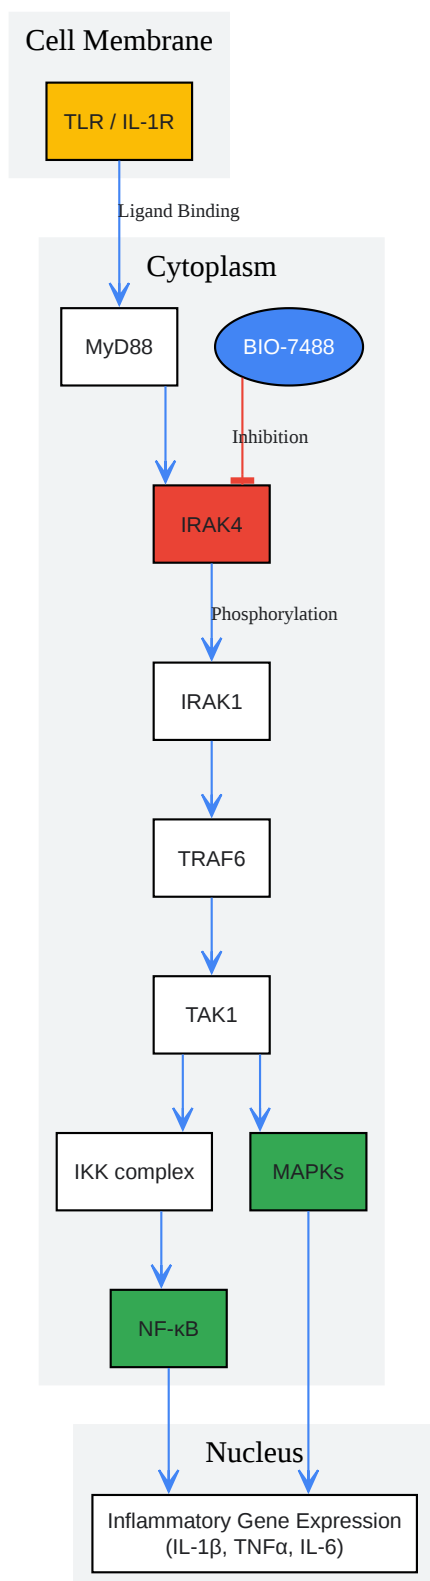 Cell Membrane
TLR / IL-1R
Ligand Binding
Cytoplasm
MyD88
BIO-7488
Inhibition
IRAK4
Phosphorylation
IRAK1
TRAF6
TAK1
IKK complex
MAPKs
NF-κB
Nucleus
Inflammatory Gene Expression
(IL-1β, TNFα, IL-6)